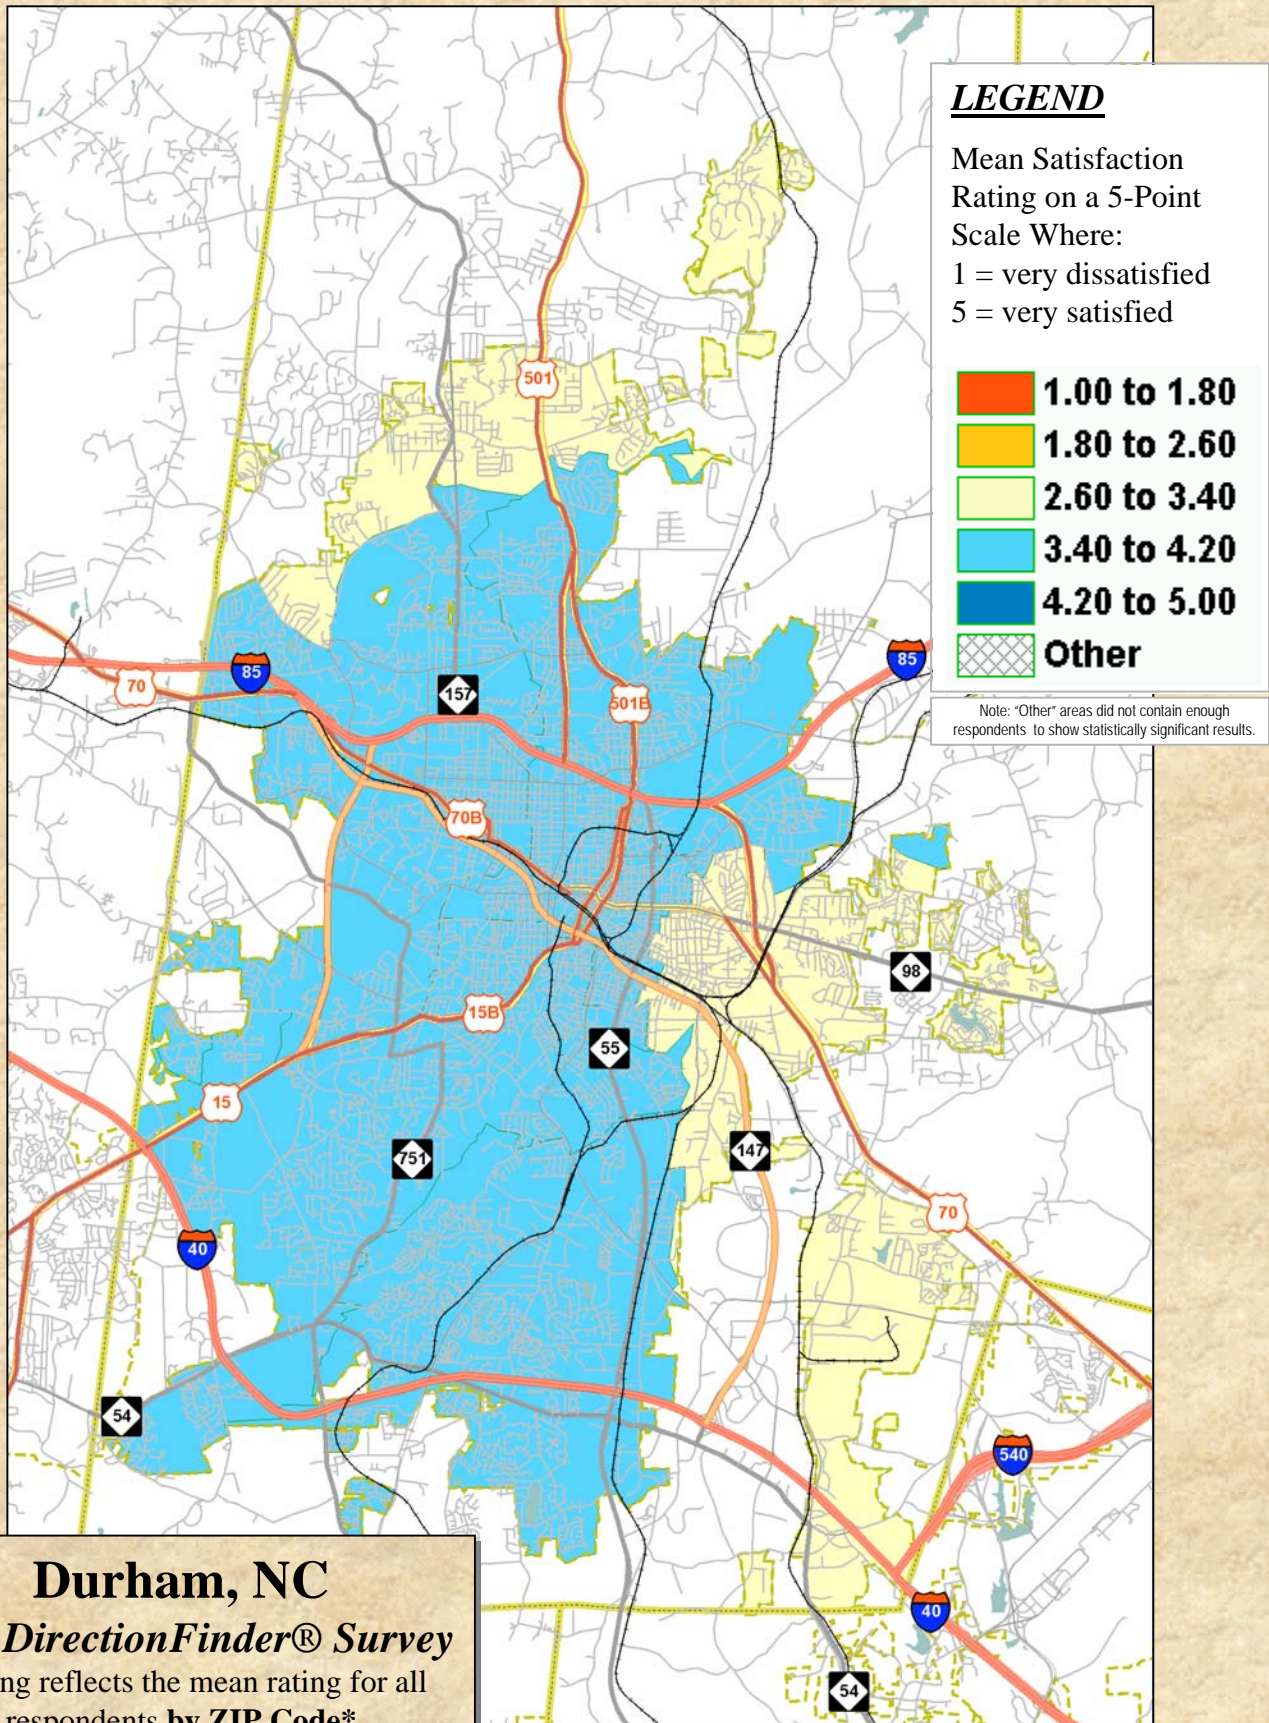 LEGEND
Mean Satisfaction
Rating on a 5-Point
Scale Where:
1 = very dissatisfied
5 = very satisfied
1.00 to 1.80
1.80 to 2.60
2.60 to 3.40
3.40 to 4.20
4.20 to 5.00
Other
Note: "Other" areas did not contain enough
respondents to show statistically significant results.
501
85
85
70
157
501B
70B
98
15B
55
15
751
147
70
40
54
540
40
54
Durham, NC
DirectionFinder® Survey
ng reflects the mean rating for all
respondents by ZIP Code*